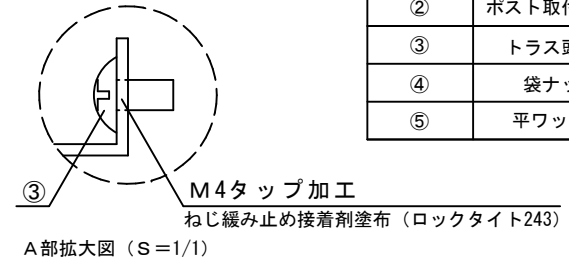 ② ポスト取付
③ トラス頭
④ 袋ナッ
⑤ 平ワッ
③ M4タップ加工
ねじ緩み止め接着剤塗布（ロックタイト243）
A部拡大図（S＝1/1）